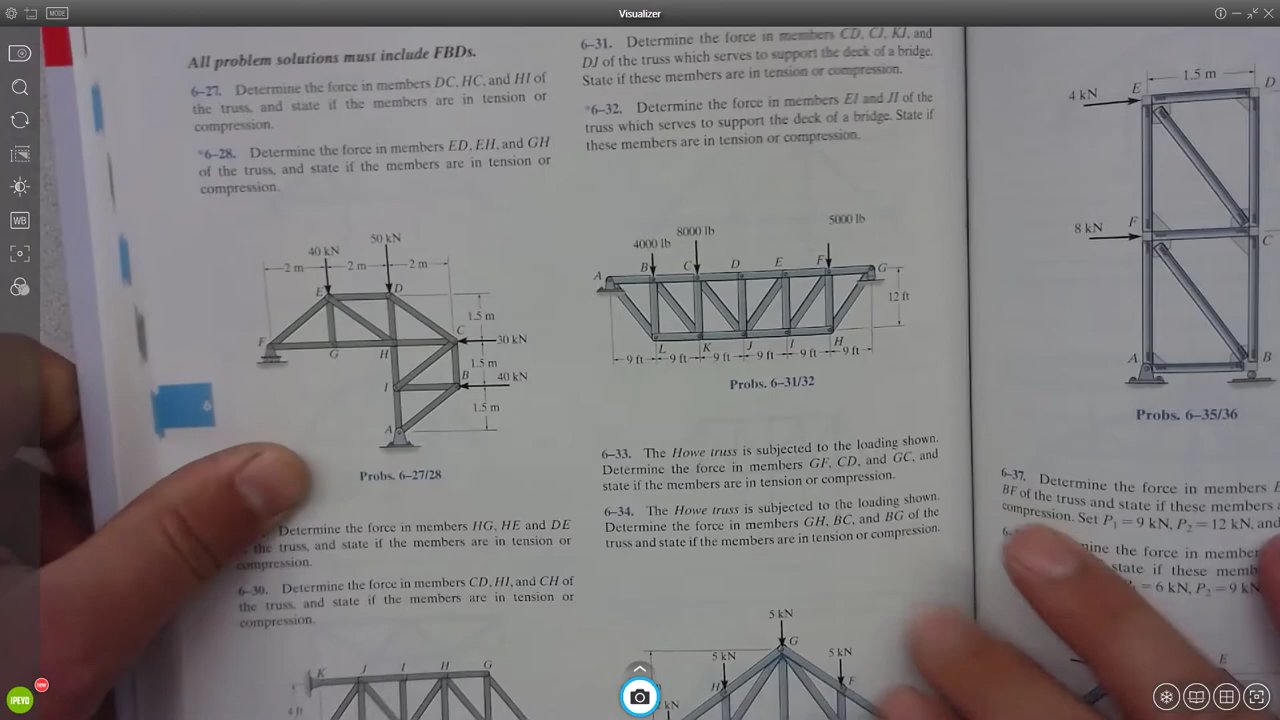 MODE
Visualizer
All problem solutions must include FBDs.
6–27. Determine the force in members DC, HC, and HI of
the truss, and state if the members are in tension or
compression.
*6–28. Determine the force in members ED, EH, and GH
of the truss, and state if the members are in tension or
compression.
50 kN
40 kN
2 m
2 m
2 m
E
D
1.5 m
F
C
30 kN
G
H
1.5 m
I
B
40 kN
1.5 m
A
Probs. 6–27/28
6
Determine the force in members HG, HE and DE
the truss, and state if the members are in tension or
compression.
6–30. Determine the force in members CD, HI, and CH of
the truss, and state if the members are in tension or
compression.
K
J
I
H
G
6–31. Determine the force in members CD, CJ, KJ, and
DJ of the truss which serves to support the deck of a bridge.
State if these members are in tension or compression.
*6–32. Determine the force in members EI and JI of the
truss which serves to support the deck of a bridge. State if
these members are in tension or compression.
5000 lb
8000 lb
4000 lb
A
B
C
D
E
F
G
12 ft
L
K
J
I
H
9 ft
9 ft
9 ft
9 ft
9 ft
9 ft
Probs. 6–31/32
6–33. The Howe truss is subjected to the loading shown.
Determine the force in members GF, CD, and GC, and
state if the members are in tension or compression.
6–34. The Howe truss is subjected to the loading shown.
Determine the force in members GH, BC, and BG of the
truss and state if the members are in tension or compression.
5 kN
G
5 kN
5 kN
H
F
kN
1.5 m
4 kN
E
D
8 kN
F
C
A
B
Probs. 6–35/36
6–37. Determine the force in members
BF of the truss and state if these members
compression. Set P1 = 9 kN, P2 = 12 kN, and
the force in member
state if these memb
= 6 kN, P2 = 9 kN
E
WB
IPEVO
new